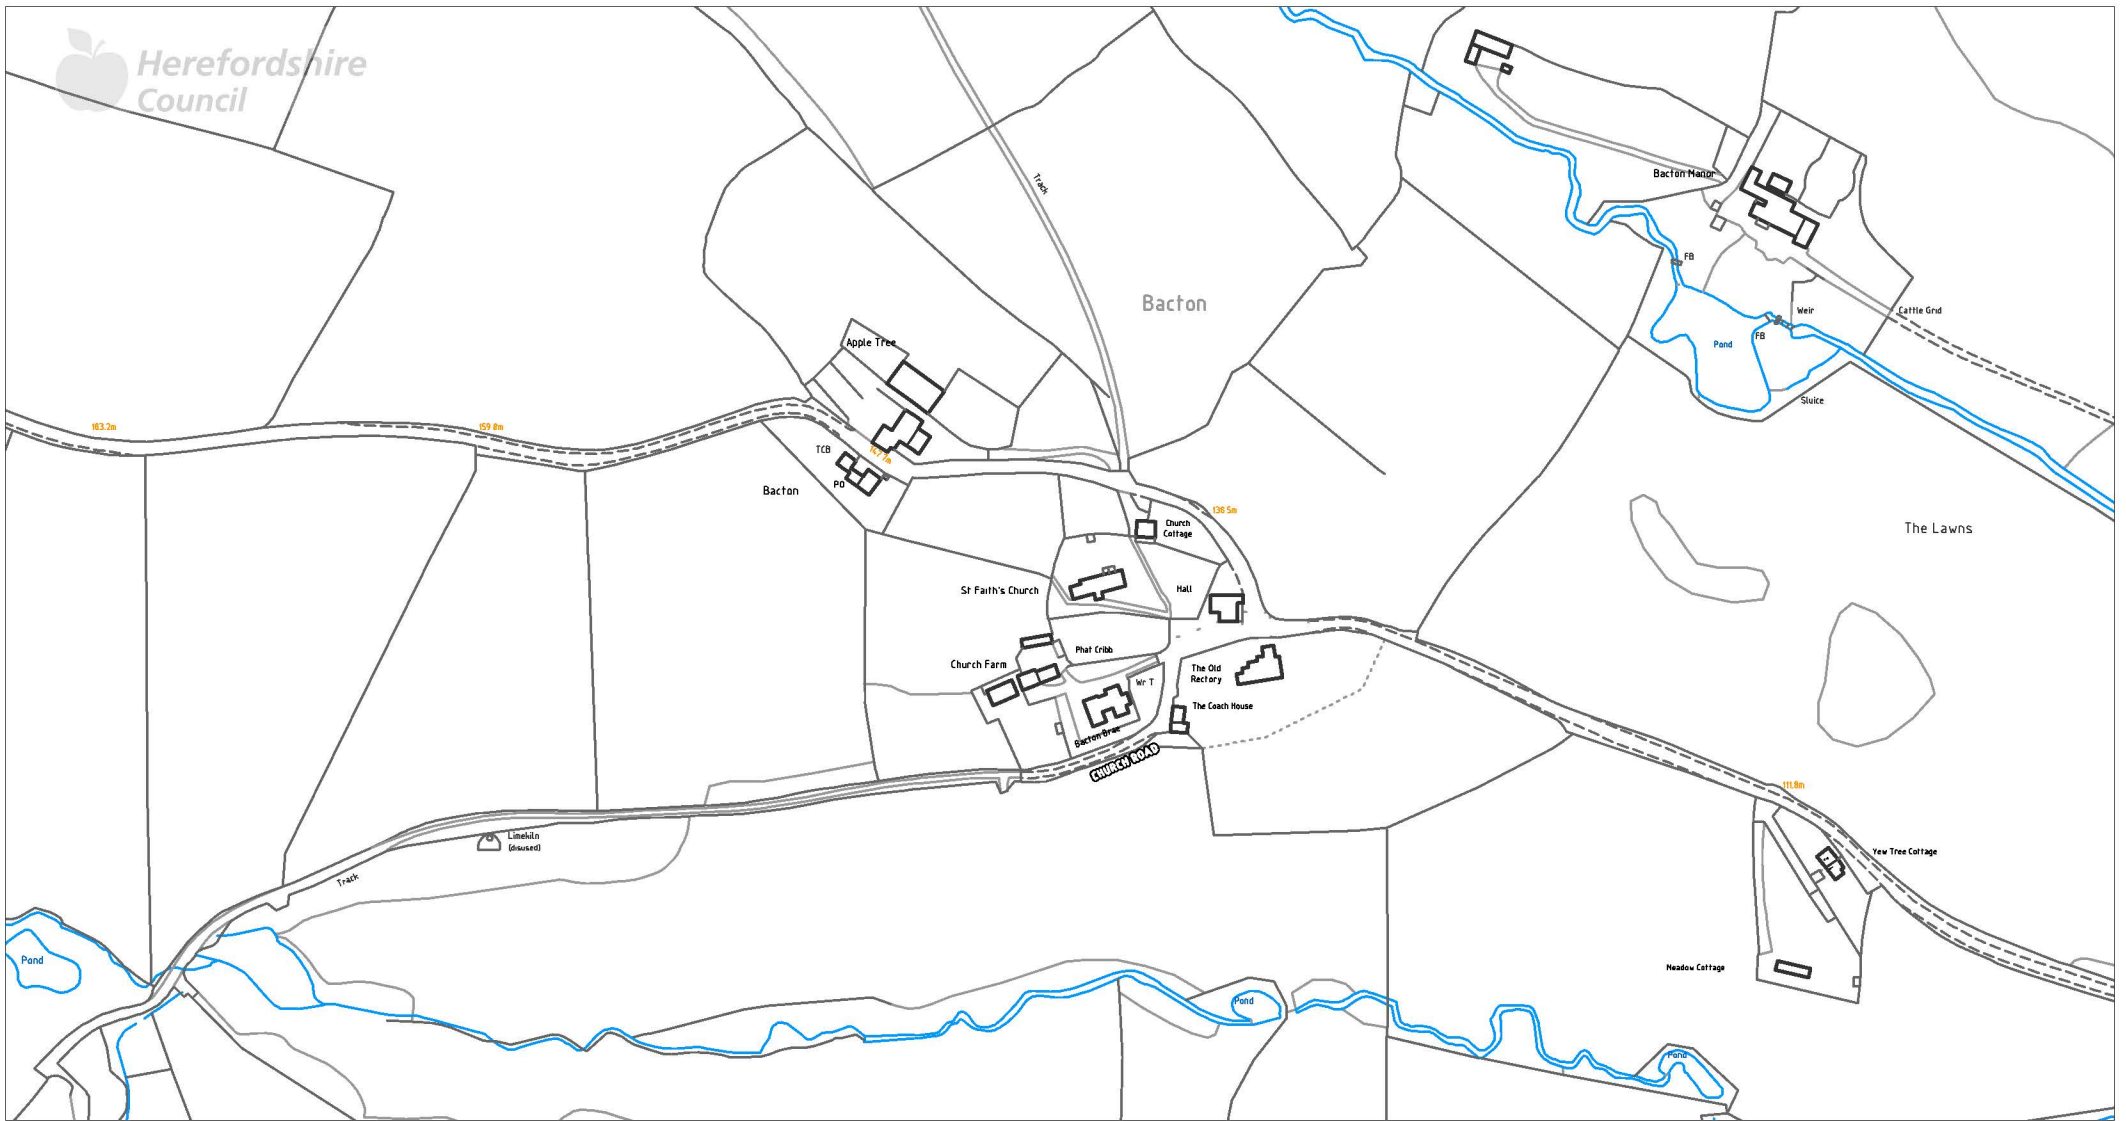 Herefordshire
Council
Track
Bacton Manor
FB
Bacton
Weir
Cattle Grid
FB
Pond
Apple Tree
Sluice
163.2m
159.8m
TCB
147.7m
PO
Bacton
136.5m
Church
Cottage
The Lawns
St Faith's Church
Hall
Phat Cribb
Church Farm
The Old
Rectory
Wr T
The Coach House
Bacton Brae
CHURCH ROAD
111.8m
Limekiln
(disused)
Yew Tree Cottage
Track
Pond
Meadow Cottage
Pond
Pond